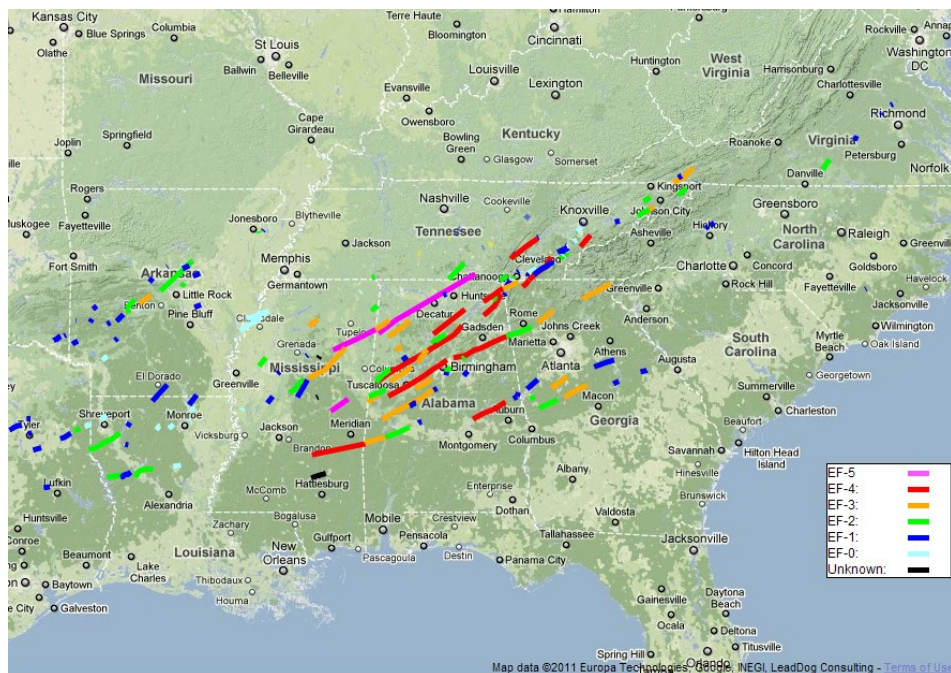 Kansas City
Olathe
Blue Springs
Columbia
Missouri
St Louis
Ballwin
Belleville
Terre Haute
Bloomington
Hamilton
Cincinnati
Louisville
Lexington
Evansville
Owensboro
Huntington
West
Virginia
Rockville
Washington
DC
Harrisonburg
Charlottesville
Richmond
Petersburg
Norfolk
Virginia
Roanoke
Danville
Joplin
Springfield
Cape
Girardeau
Bowling
Green
Kentucky
Glasgow
Somerset
Rogers
Fayetteville
Muskogee
Fort Smith
Jonesboro
Blytheville
Nashville
Cookeville
Tennessee
Jackson
Knoxville
Kingsport
Johnson City
Asheville
Hickory
Greensboro
North
Carolina
Raleigh
Greenville
Goldsboro
Havelock
Jacksonville
Fayetteville
Wilmington
Oak Island
Charlotte
Concord
Rock Hill
Memphis
Germantown
Little Rock
Benton
Pine Bluff
Cleveland
Chattanooga
Decatur
Tupelo
Grenada
Mississippi
Greenville
Gadsden
Rome
Marietta
Johns Creek
Atlanta
Athens
Greenville
Anderson
South
Carolina
Myrtle
Beach
Georgetown
Augusta
Summerville
Charleston
Beaufort
Hilton Head
Island
Savannah
Hinesville
Brunswick
El Dorado
Shreveport
Monroe
Vicksburg
Jackson
Brandon
Meridian
Tuscaloosa
Birmingham
Alabama
Auburn
Montgomery
Columbus
Macon
Georgia
Tyler
Lufkin
Alexandria
Hattiesburg
McComb
Bogalusa
Zachary
Louisiana
Huntsville
Conroe
Beaumont
Baytown
Galveston
Lake
Charles
Thibodaux
Houma
New
Orleans
Gulfport
Pascagoula
Mobile
Pensacola
Crestview
Destin
Enterprise
Dothan
Albany
Valdosta
Tallahassee
Panama City
Jacksonville
Gainesville
Ocala
Daytona
Beach
Deltona
Titusville
Spring Hill
Orlando
EF-5
EF-4:
EF-3:
EF-2:
EF-1:
EF-0:
Unknown:
Map data ©2011 Europa Technologies, Google, INEGI, LeadDog Consulting - Terms of Use